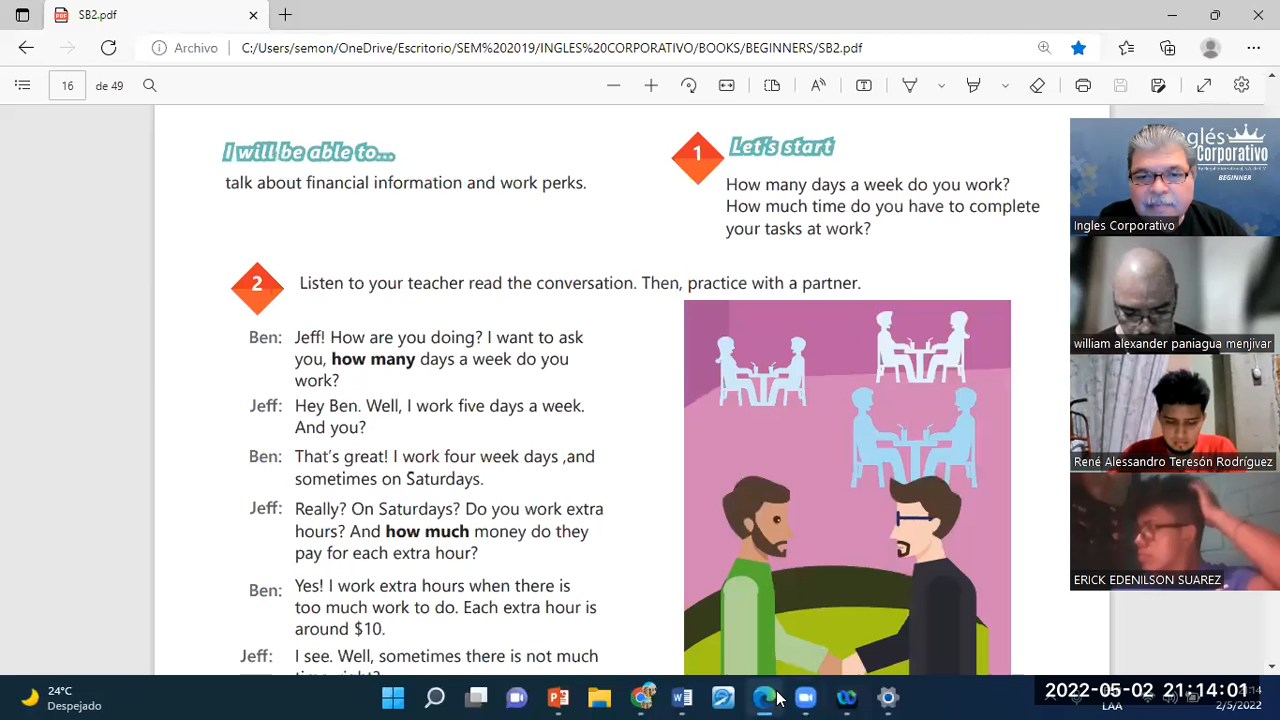 SB2.pdf
Archivo
C:/Users/semon/OneDrive/Escritorio/SEM%202019/INGLES%20CORPORATIVO/BOOKS/BEGINNERS/SB2.pdf
16
de 49
I will be able to...
talk about financial information and work perks.
1
Let's start
How many days a week do you work?
How much time do you have to complete
your tasks at work?
2
Listen to your teacher read the conversation. Then, practice with a partner.
Ben: Jeff! How are you doing? I want to ask
you, how many days a week do you
work?
Jeff: Hey Ben. Well, I work five days a week.
And you?
Ben: That's great! I work four week days ,and
sometimes on Saturdays.
Jeff: Really? On Saturdays? Do you work extra
hours? And how much money do they
pay for each extra hour?
Ben: Yes! I work extra hours when there is
too much work to do. Each extra hour is
around $10.
Jeff: I see. Well, sometimes there is not much
Inglés
Corporativo
BEGINNER
Ingles Corporativo
william alexander paniagua menjivar
René Alessandro Teresón Rodríguez
ERICK EDENILSON SUAREZ
24°C
Despejado
2022-05-02 21:14:01
LAA
2/5/2022